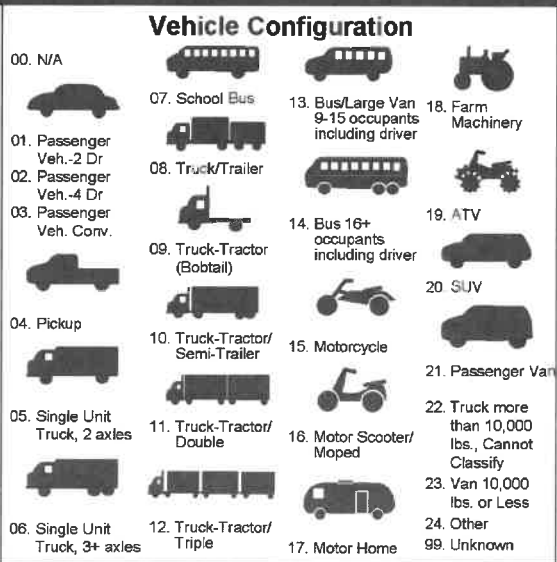 Vehicle Configuration
00. N/A
01. Passenger
Veh.-2 Dr
02. Passenger
Veh.-4 Dr
03. Passenger
Veh. Conv.
04. Pickup
05. Single Unit
Truck, 2 axles
06. Single Unit
Truck, 3+ axles
07. School Bus
08. Truck/Trailer
09. Truck-Tractor
(Bobtail)
10. Truck-Tractor/
Semi-Trailer
11. Truck-Tractor/
Double
12. Truck-Tractor/
Triple
13. Bus/Large Van
9-15 occupants
including driver
14. Bus 16+
occupants
including driver
15. Motorcycle
16. Motor Scooter/
Moped
17. Motor Home
18. Farm
Machinery
19. ATV
20. SUV
21. Passenger Van
22. Truck more
than 10,000
lbs., Cannot
Classify
23. Van 10,000
lbs. or Less
24. Other
99. Unknown